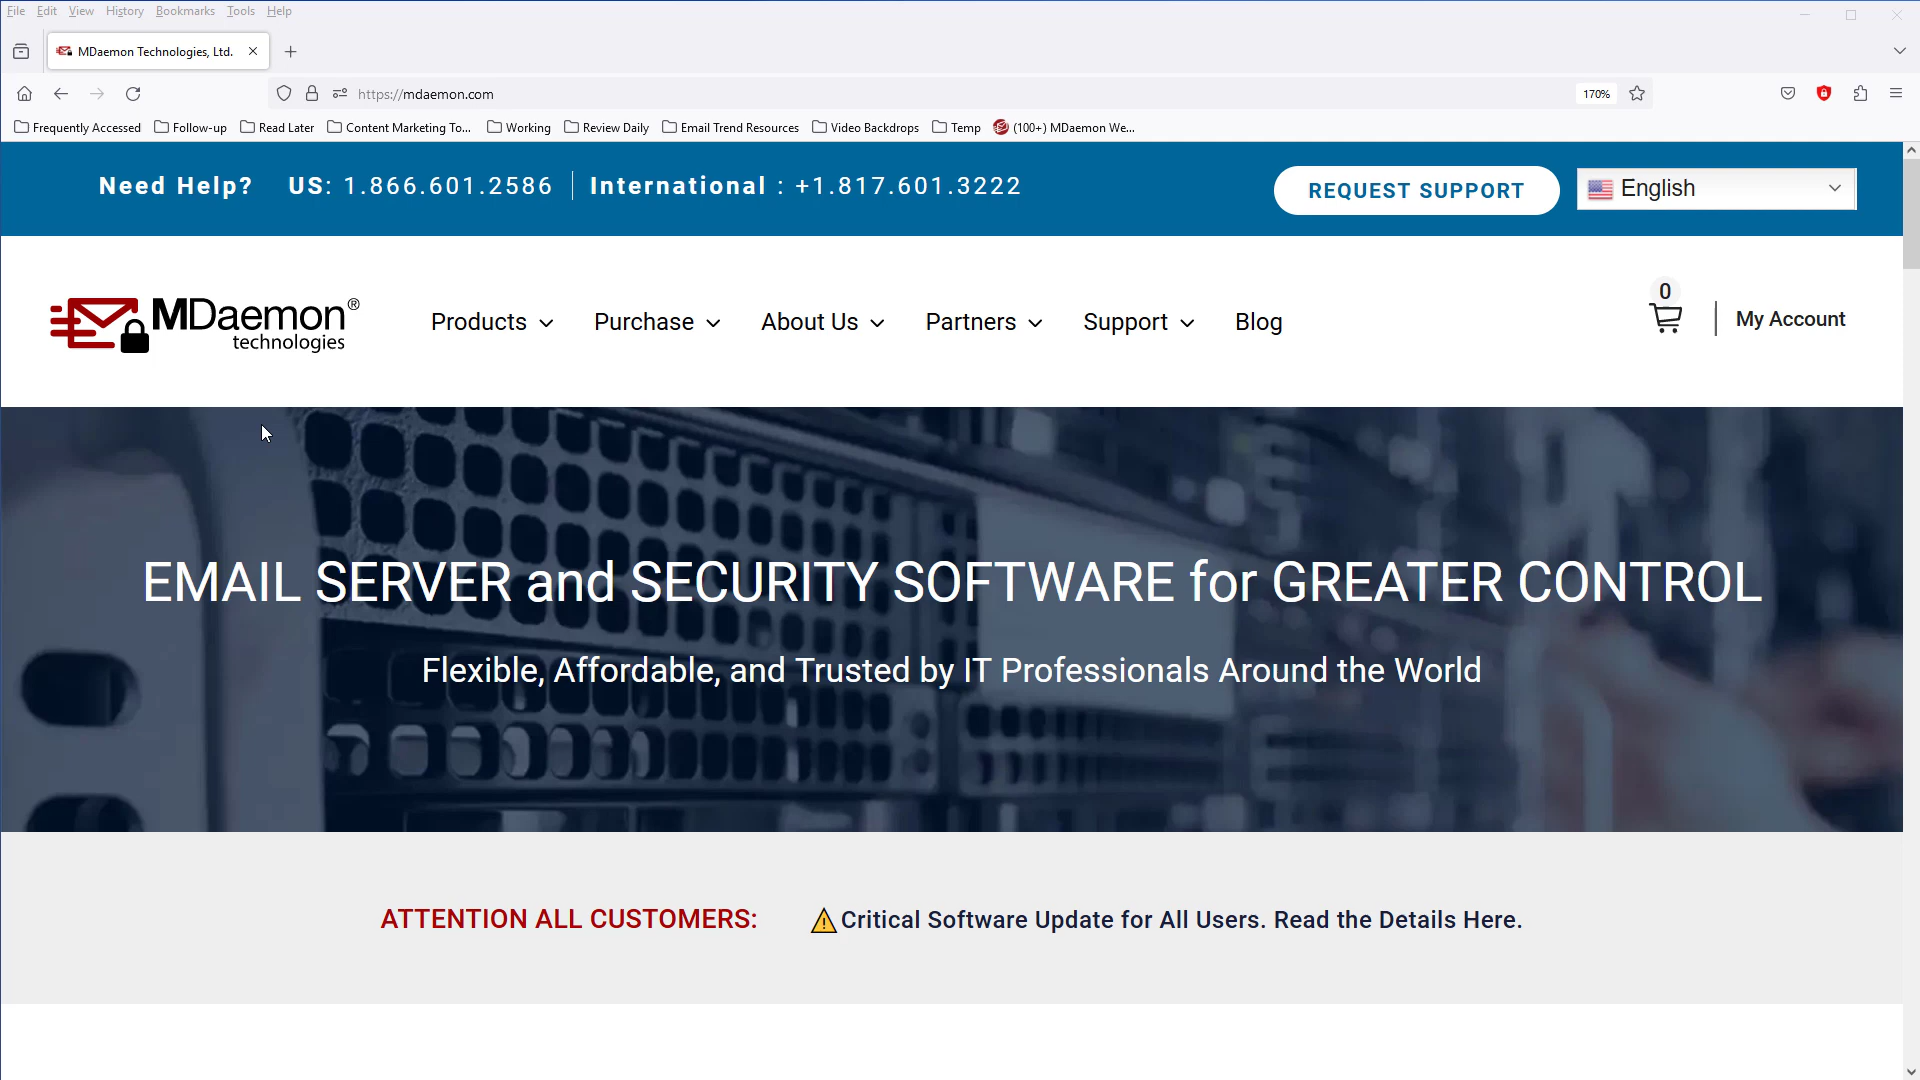 File Edit View History Bookmarks Tools Help
MDaemon Technologies, Ltd.
https://mdaemon.com 170%
Frequently Accessed Follow-up Read Later Content Marketing To... Working Review Daily Email Trend Resources Video Backdrops Temp (100+) MDaemon We...
Need Help? US: 1.866.601.2586 International : +1.817.601.3222 REQUEST SUPPORT English
0
MDaemon® technologies Products Purchase About Us Partners Support Blog My Account
EMAIL SERVER and SECURITY SOFTWARE for GREATER CONTROL
Flexible, Affordable, and Trusted by IT Professionals Around the World
ATTENTION ALL CUSTOMERS: Critical Software Update for All Users. Read the Details Here.